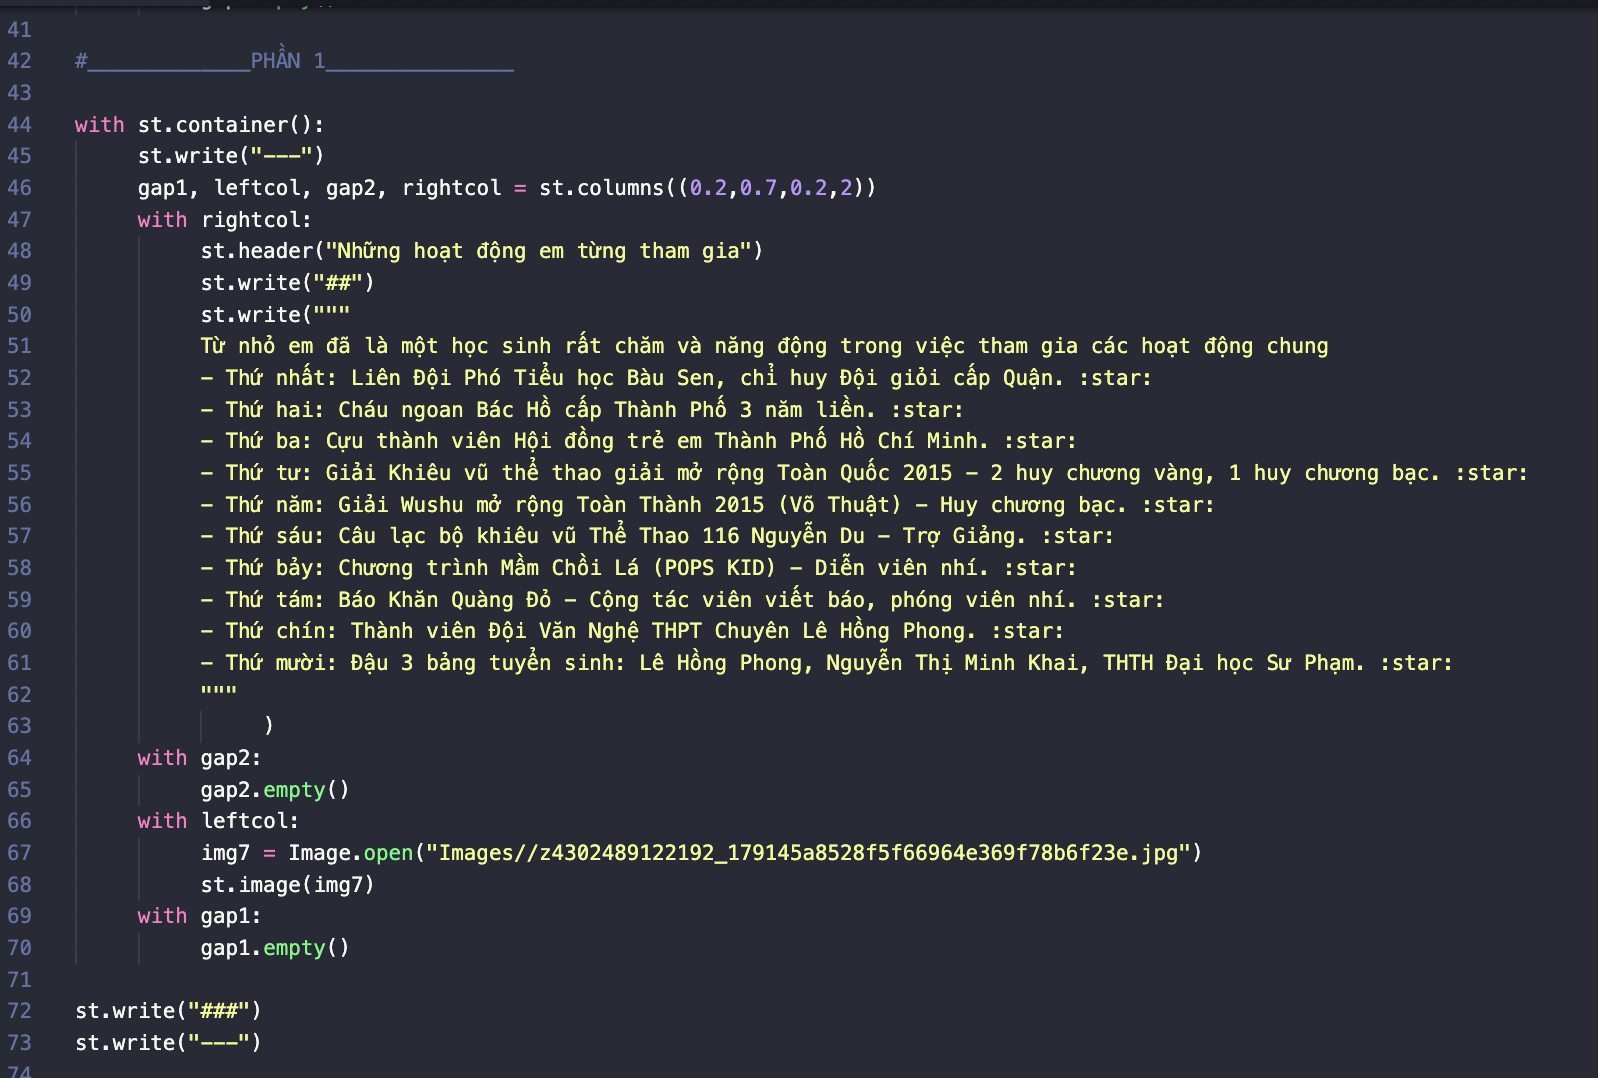 41
42 #_____________PHẦN 1_______________
43
44 with st.container():
45 st.write("---")
46 gap1, leftcol, gap2, rightcol = st.columns((0.2,0.7,0.2,2))
47 with rightcol:
48 st.header("Những hoạt động em từng tham gia")
49 st.write("##")
50 st.write("""
51 Từ nhỏ em đã là một học sinh rất chăm và năng động trong việc tham gia các hoạt động chung
52 - Thứ nhất: Liên Đội Phó Tiểu học Bàu Sen, chỉ huy Đội giỏi cấp Quận. :star:
53 - Thứ hai: Cháu ngoan Bác Hồ cấp Thành Phố 3 năm liền. :star:
54 - Thứ ba: Cựu thành viên Hội đồng trẻ em Thành Phố Hồ Chí Minh. :star:
55 - Thứ tư: Giải Khiêu vũ thể thao giải mở rộng Toàn Quốc 2015 - 2 huy chương vàng, 1 huy chương bạc. :star:
56 - Thứ năm: Giải Wushu mở rộng Toàn Thành 2015 (Võ Thuật) - Huy chương bạc. :star:
57 - Thứ sáu: Câu lạc bộ khiêu vũ Thể Thao 116 Nguyễn Du - Trợ Giảng. :star:
58 - Thứ bảy: Chương trình Mầm Chồi Lá (POPS KID) - Diễn viên nhí. :star:
59 - Thứ tám: Báo Khăn Quàng Đỏ - Cộng tác viên viết báo, phóng viên nhí. :star:
60 - Thứ chín: Thành viên Đội Văn Nghệ THPT Chuyên Lê Hồng Phong. :star:
61 - Thứ mười: Đậu 3 bảng tuyển sinh: Lê Hồng Phong, Nguyễn Thị Minh Khai, THTH Đại học Sư Phạm. :star:
62 """
63 )
64 with gap2:
65 gap2.empty()
66 with leftcol:
67 img7 = Image.open("Images//z4302489122192_179145a8528f5f66964e369f78b6f23e.jpg")
68 st.image(img7)
69 with gap1:
70 gap1.empty()
71
72 st.write("###")
73 st.write("---")
74